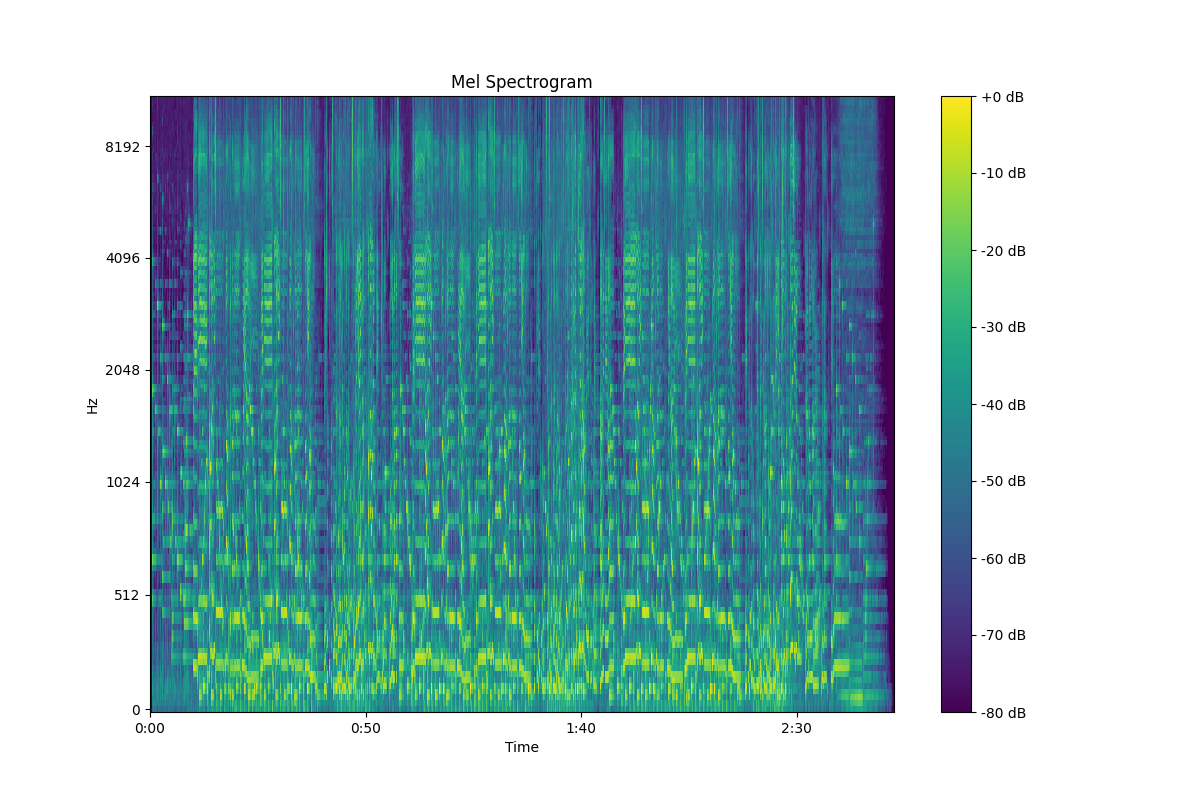 Mel Spectrogram
Hz
8192
4096
2048
1024
512
0
0:00
0:50
1:40
2:30
Time
+0 dB
-10 dB
-20 dB
-30 dB
-40 dB
-50 dB
-60 dB
-70 dB
-80 dB